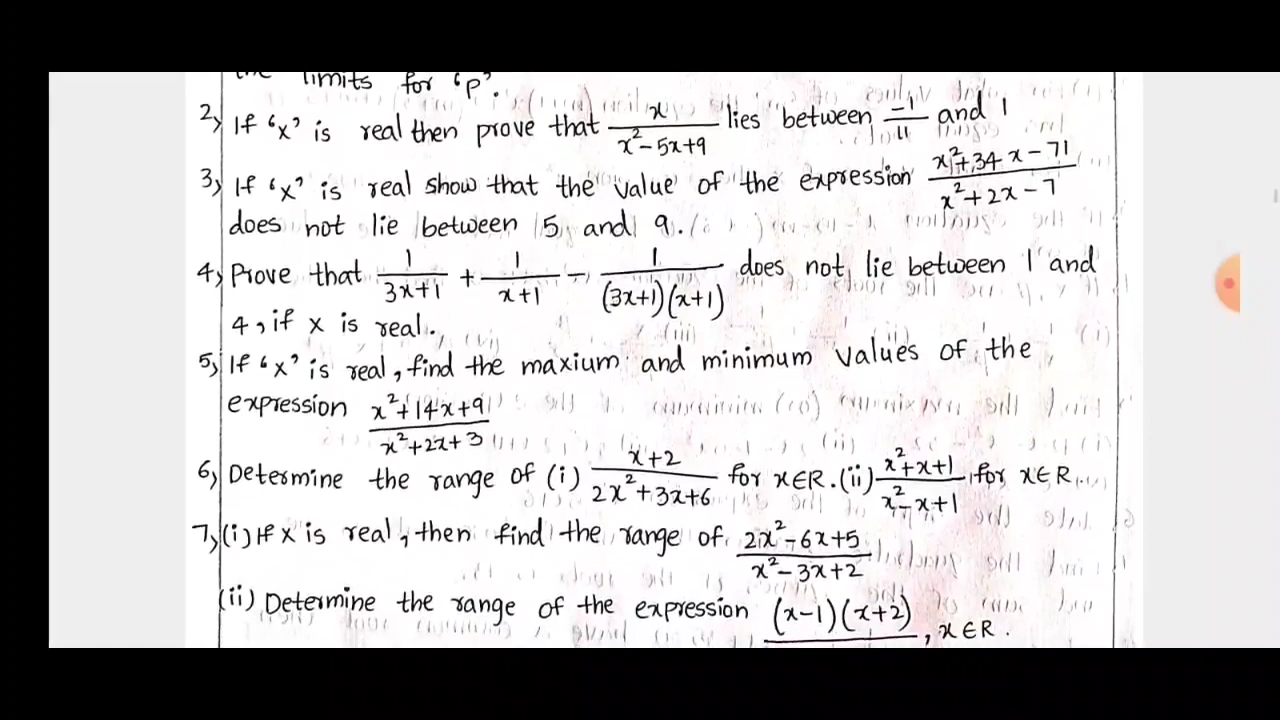 the limits for 'p'.
2) If 'x' is real then prove that x/(x²-5x+9) lies between -1/11 and 1
3) If 'x' is real show that the value of the expression (x²+34x-71)/(x²+2x-7)
does not lie between 5 and 9.
4) Prove that 1/(3x+1) + 1/(x+1) - 1/((3x+1)(x+1)) does not lie between 1 and
4, if x is real.
5) If 'x' is real, find the maxium and minimum values of the
expression (x²+14x+9)/(x²+2x+3)
6) Determine the range of (i) (x+2)/(2x²+3x+6) for x∈R. (ii) (x²+x+1)/(x²-x+1) for x∈R.
7) (i) If x is real, then find the range of (2x²-6x+5)/(x²-3x+2)
(ii) Determine the range of the expression (x-1)(x+2) , x∈R.